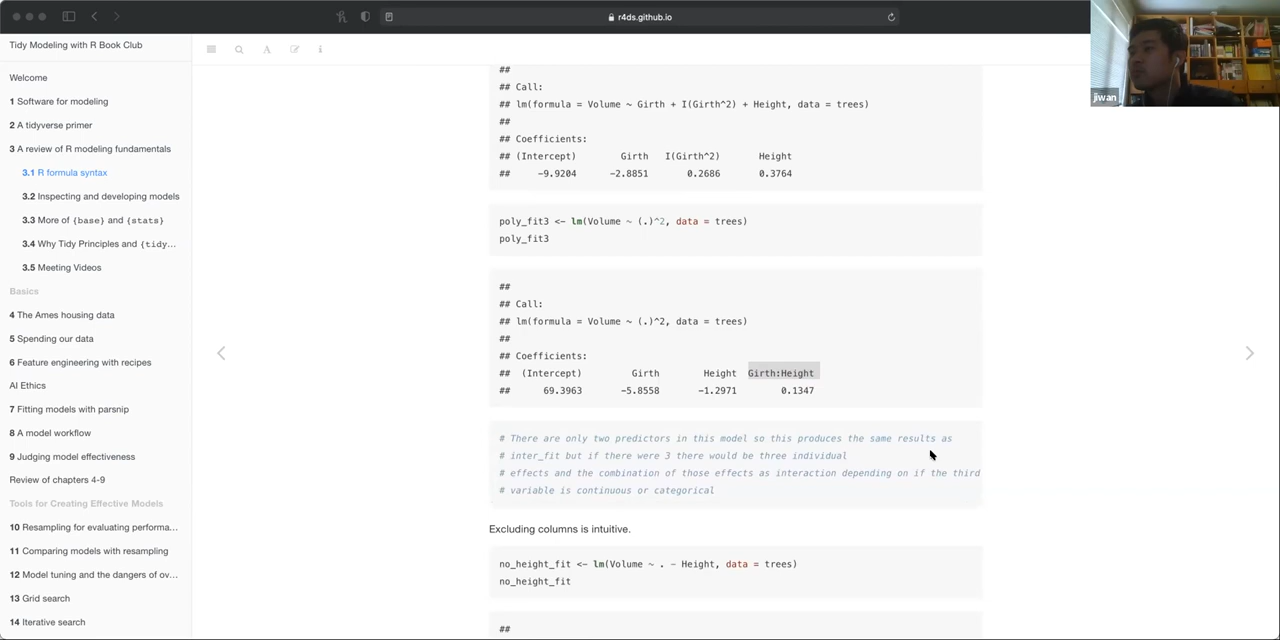 r4ds.github.io
Tidy Modeling with R Book Club
Welcome
1 Software for modeling
2 A tidyverse primer
3 A review of R modeling fundamentals
3.1 R formula syntax
3.2 Inspecting and developing models
3.3 More of {base} and {stats}
3.4 Why Tidy Principles and {tidy...
3.5 Meeting Videos
Basics
4 The Ames housing data
5 Spending our data
6 Feature engineering with recipes
AI Ethics
7 Fitting models with parsnip
8 A model workflow
9 Judging model effectiveness
Review of chapters 4-9
Tools for Creating Effective Models
10 Resampling for evaluating performa...
11 Comparing models with resampling
12 Model tuning and the dangers of ov...
13 Grid search
14 Iterative search
##
## Call:
## lm(formula = Volume ~ Girth + I(Girth^2) + Height, data = trees)
##
## Coefficients:
## (Intercept) Girth I(Girth^2) Height
## -9.9204 -2.8851 0.2686 0.3764
poly_fit3 <- lm(Volume ~ (.)^2, data = trees)
poly_fit3
##
## Call:
## lm(formula = Volume ~ (.)^2, data = trees)
##
## Coefficients:
## (Intercept) Girth Height Girth:Height
## 69.3963 -5.8558 -1.2971 0.1347
# There are only two predictors in this model so this produces the same results as
# inter_fit but if there were 3 there would be three individual
# effects and the combination of those effects as interaction depending on if the third
# variable is continuous or categorical
Excluding columns is intuitive.
no_height_fit <- lm(Volume ~ . - Height, data = trees)
no_height_fit
##
jiwan